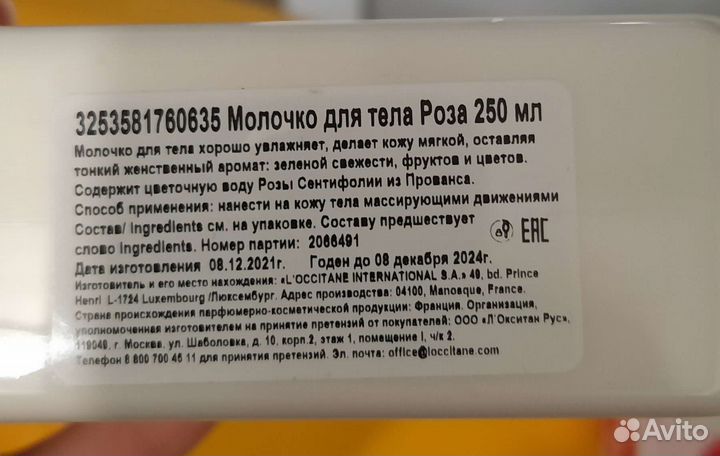 3253581760635 Молочко для тела Роза 250 мл
Молочко для тела хорошо увлажняет, делает кожу мягкой, оставляя
тонкий женственный аромат: зеленой свежести, фруктов и цветов.
Содержит цветочную воду Розы Сентифолии из Прованса.
Способ применения: нанести на кожу тела массирующими движениями
Состав/ Ingredients см. на упаковке. Составу предшествует
слово Ingredients. Номер партии: 2066491
EAC
Дата изготовления 08.12.2021г. Годен до 08 декабря 2024г.
Изготовитель и его место нахождения: «L'OCCITANE INTERNATIONAL S.A.» 49, bd. Prince
Henri L-1724 Luxembourg /Люксембург. Адрес производства: 04100, Manosque, France.
Страна происхождения парфюмерно-косметической продукции: Франция. Организация,
уполномоченная изготовителем на принятие претензий от покупателей; ООО «Л'Окситан Рус»,
119049, г. Москва, ул. Шаболовка, д. 10, корп.2, этаж 1, помещение I, ч/к 2.
Телефон 8 800 700 46 11 для принятия претензий. Эл. почта: office@loccitane.com
Avito